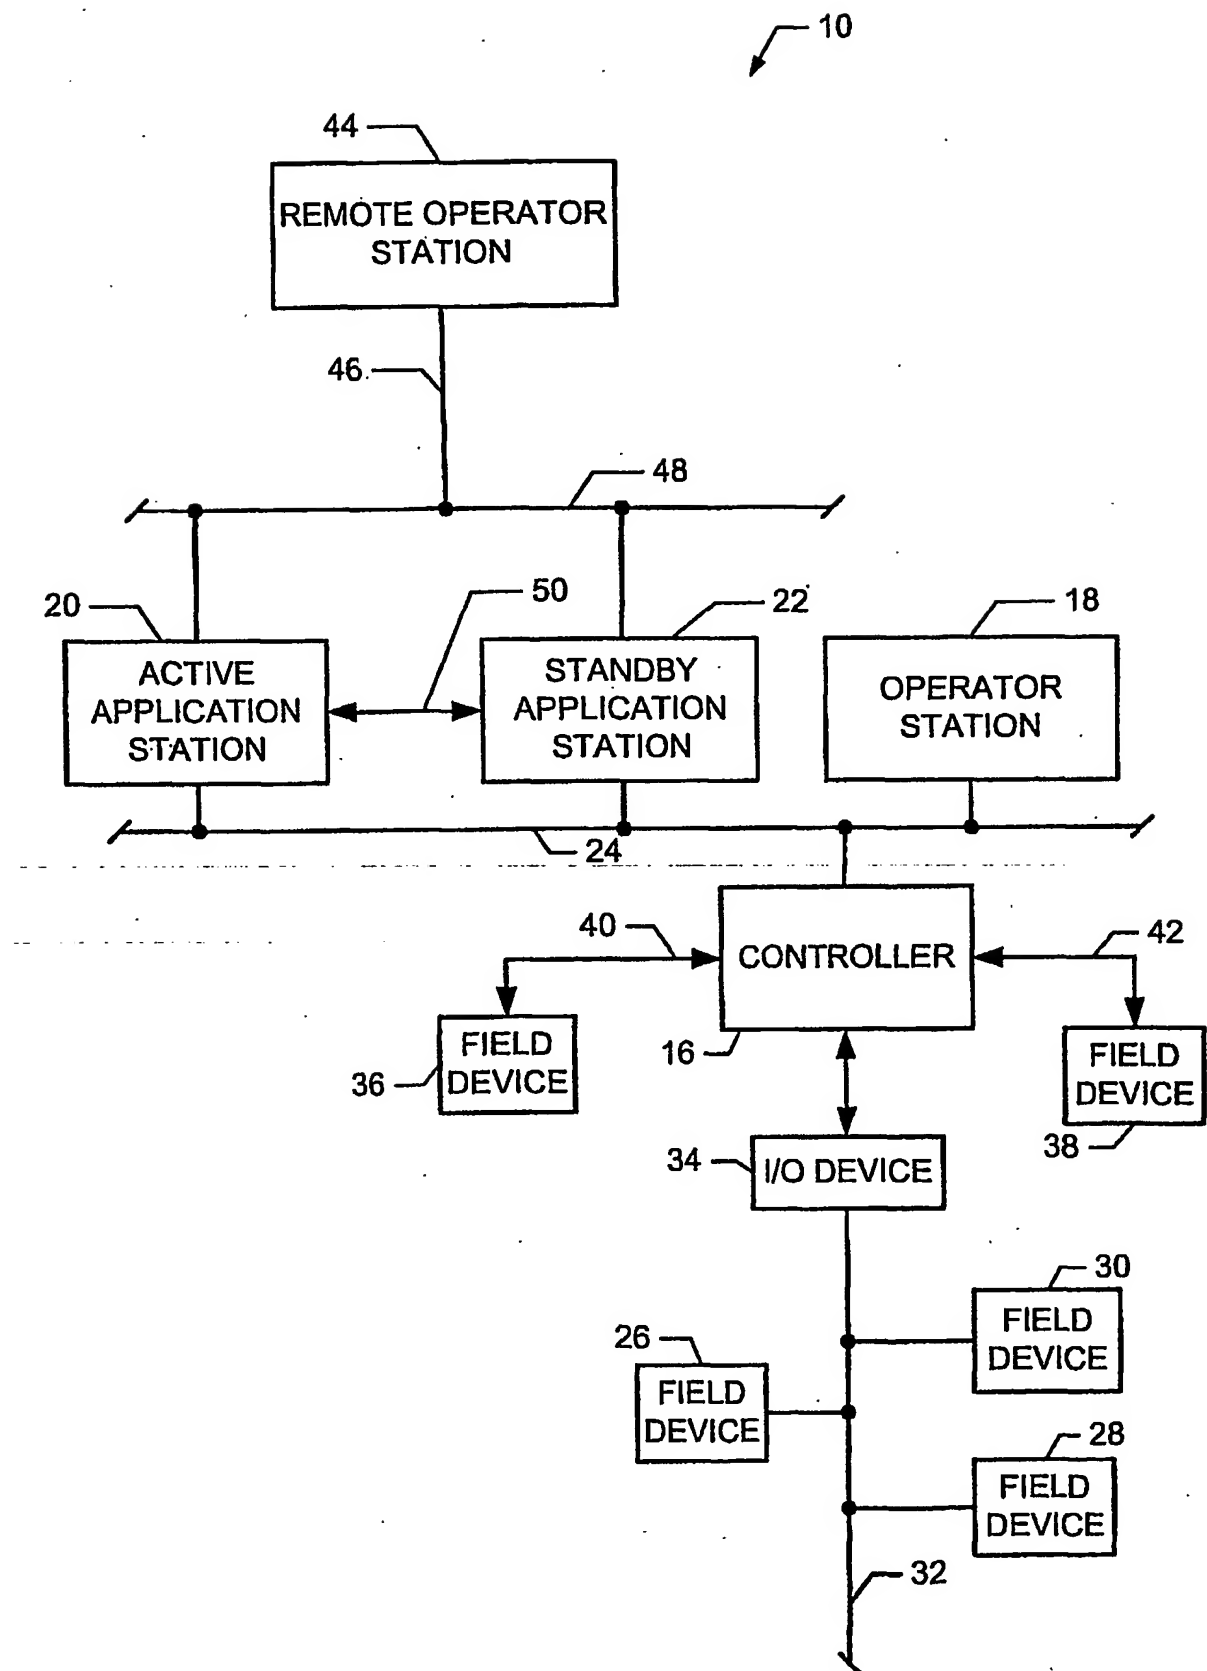 10
44
REMOTE OPERATOR
STATION
46
48
20
50
22
18
ACTIVE
APPLICATION
STATION
STANDBY
APPLICATION
STATION
OPERATOR
STATION
24
40
CONTROLLER
42
36
FIELD
DEVICE
16
FIELD
DEVICE
38
34
I/O DEVICE
30
FIELD
DEVICE
26
FIELD
DEVICE
28
FIELD
DEVICE
32